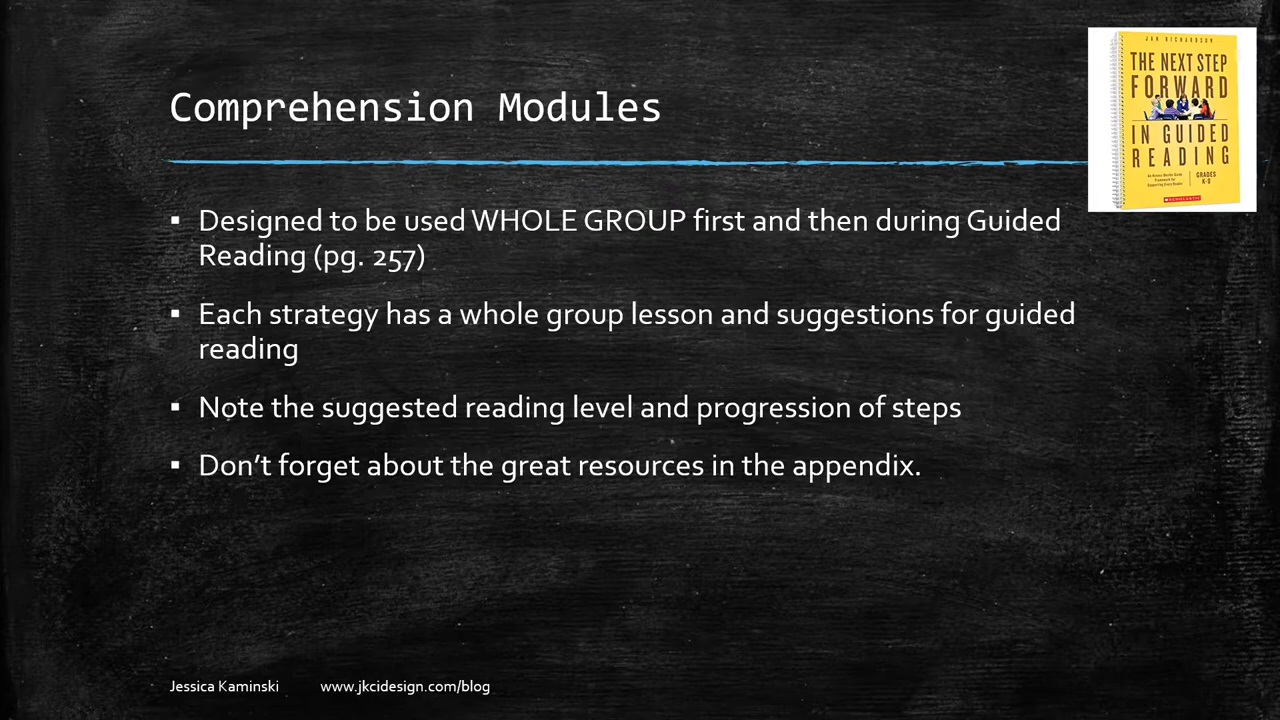 Comprehension Modules
▪ Designed to be used WHOLE GROUP first and then during Guided
Reading (pg. 257)
▪ Each strategy has a whole group lesson and suggestions for guided
reading
▪ Note the suggested reading level and progression of steps
▪ Don’t forget about the great resources in the appendix.
JAN RICHARDSON
THE NEXT STEP
FORWARD
IN GUIDED
READING
GRADES
K-8
SCHOLASTIC
Jessica Kaminski www.jkcidesign.com/blog